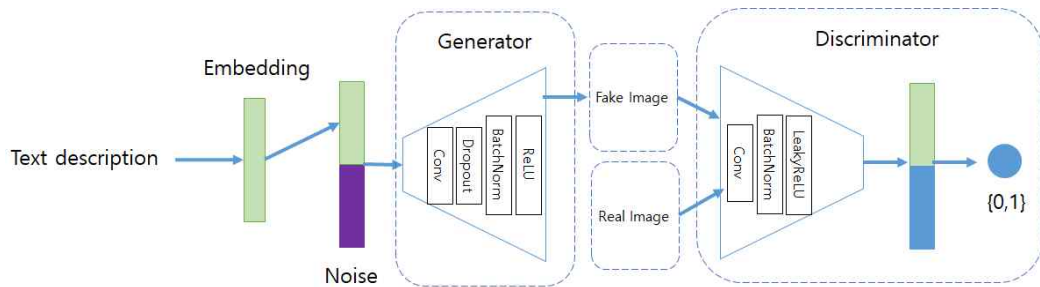 Text description
Embedding
Noise
Generator
Conv
Dropout
BatchNorm
ReLU
Fake Image
Real Image
Discriminator
Conv
BatchNorm
LeakyReLU
{0,1}